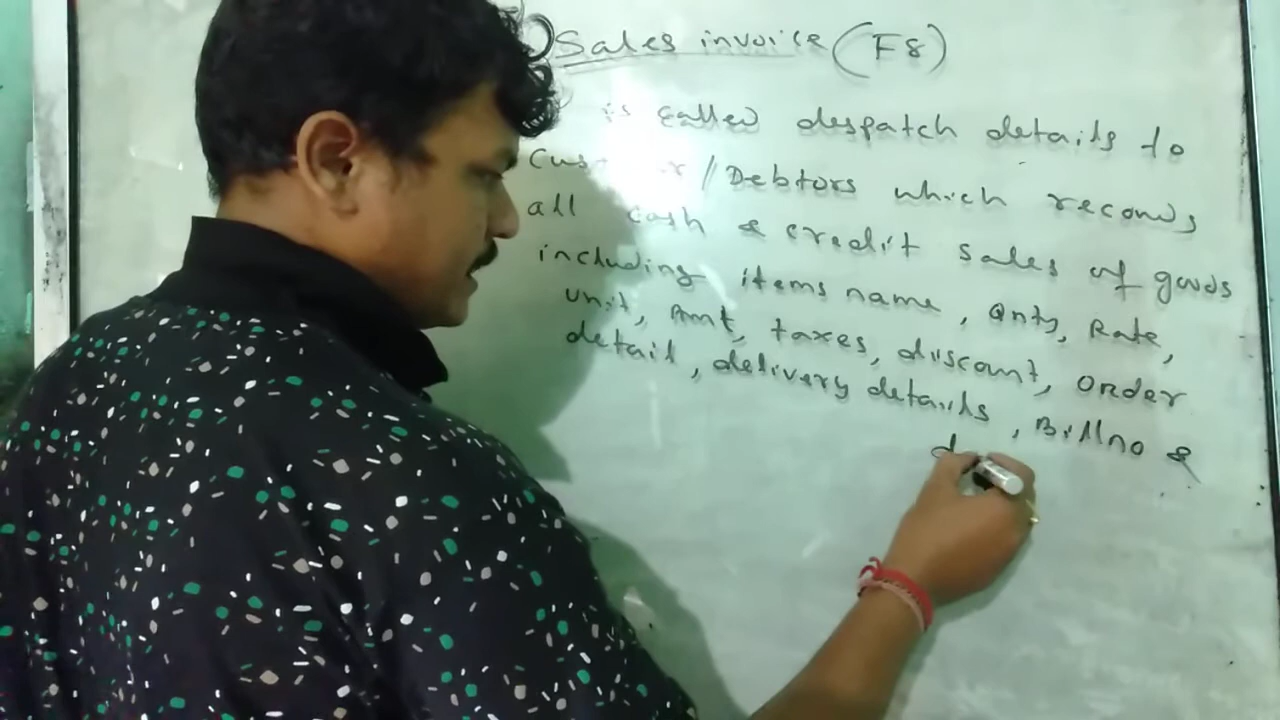 Sales invoice (F8)
is called despatch details to
/Debtors which records
all cash & credit sales of goods
including items name, Qnty, Rate,
unit, Amt, taxes, discount, order
detail, delivery details, Billno &